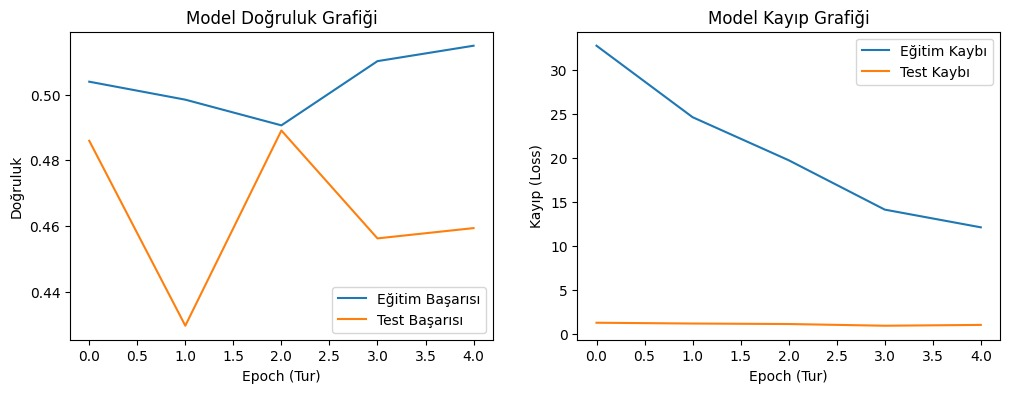 Model Doğruluk Grafiği
Doğruluk
0.50
0.48
0.46
0.44
0.0 0.5 1.0 1.5 2.0 2.5 3.0 3.5 4.0
Epoch (Tur)
Eğitim Başarısı
Test Başarısı
Model Kayıp Grafiği
Kayıp (Loss)
30
25
20
15
10
5
0
0.0 0.5 1.0 1.5 2.0 2.5 3.0 3.5 4.0
Epoch (Tur)
Eğitim Kaybı
Test Kaybı